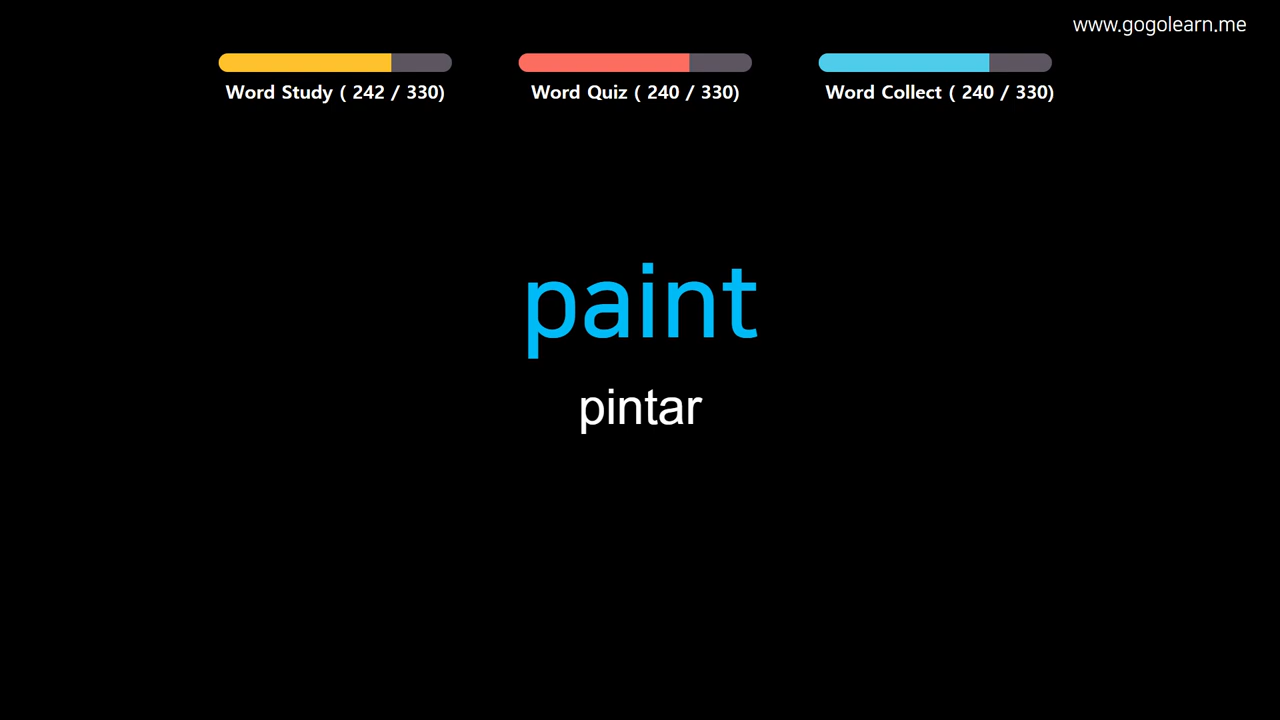 www.gogolearn.me
Word Study ( 242 / 330)
Word Quiz ( 240 / 330)
Word Collect ( 240 / 330)
paint
pintar